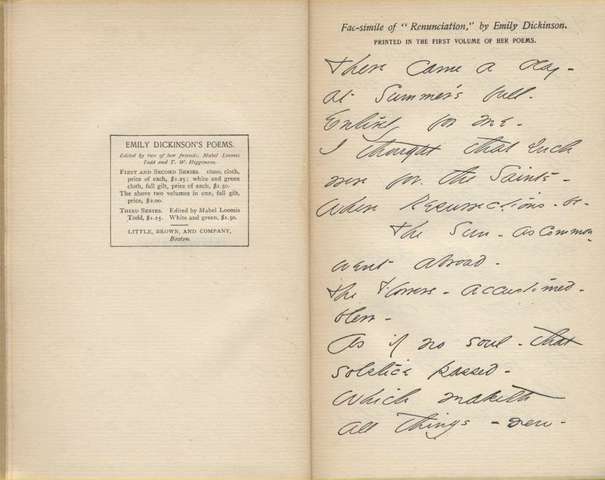 EMILY DICKINSON'S POEMS.
Edited by two of her friends, Mabel Loomis
Todd and T. W. Higginson.
FIRST AND SECOND SERIES. 16mo, cloth,
price of each, $1.25; white and green
cloth, full gilt, price of each, $1.50.
The above two volumes in one, full gilt,
price, $2.00.
THIRD SERIES. Edited by Mabel Loomis
Todd, $1.25. White and green, $1.50.
LITTLE, BROWN, AND COMPANY,
Boston.
Fac-simile of "Renunciation," by Emily Dickinson.
PRINTED IN THE FIRST VOLUME OF HER POEMS.
There came a day -
at Summer's full -
Entirely for me -
I thought that such
were for the Saints -
Where Resurrections - be -
The Sun - as common
went abroad -
The Flowers - accustomed -
blew -
As if no soul - that
solstice passed -
Which maketh
all things - new -